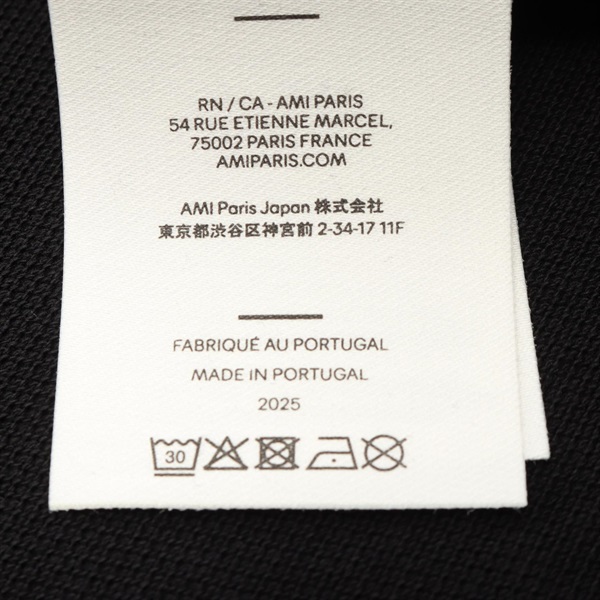 RN / CA - AMI PARIS
54 RUE ETIENNE MARCEL,
75002 PARIS FRANCE
AMIPARIS.COM
AMI Paris Japan 株式会社
東京都渋谷区神宮前 2-34-17 11F
FABRIQUÉ AU PORTUGAL
MADE IN PORTUGAL
2025
30